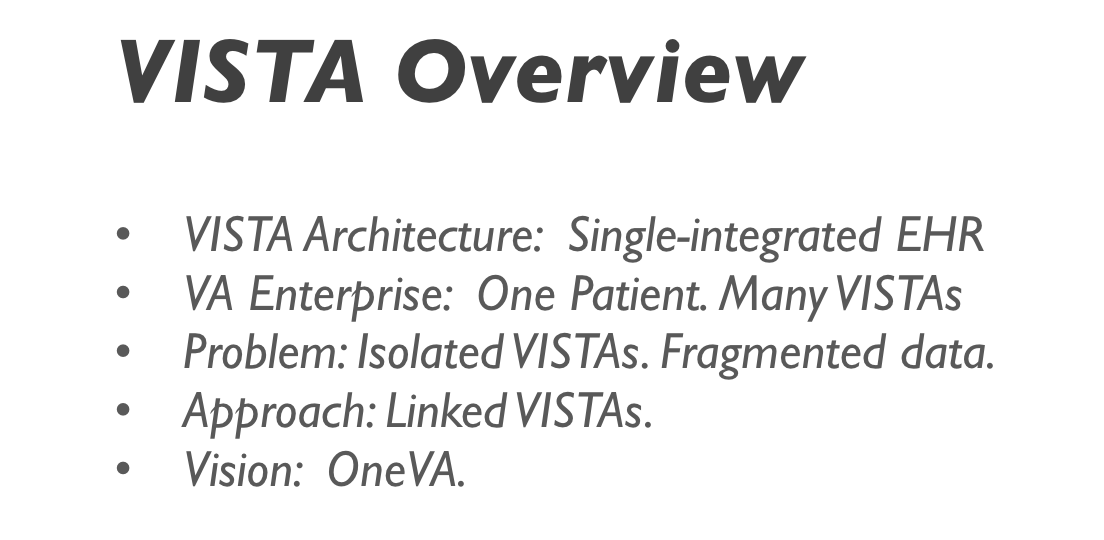 VISTA Overview
• VISTA Architecture: Single-integrated EHR
• VA Enterprise: One Patient. Many VISTAs
• Problem: Isolated VISTAs. Fragmented data.
• Approach: Linked VISTAs.
• Vision: OneVA.